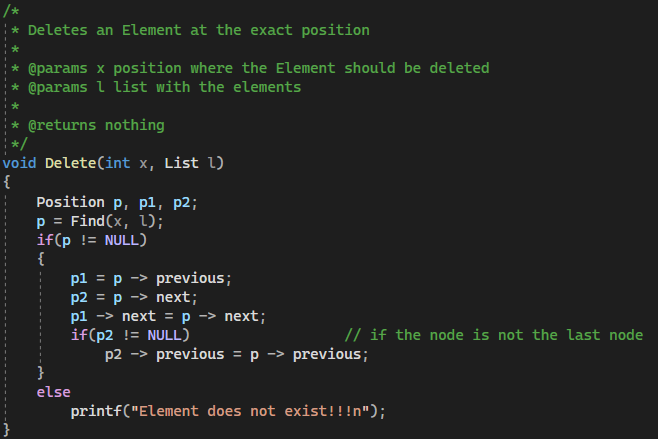 /*
 * Deletes an Element at the exact position
 *
 * @params x position where the Element should be deleted
 * @params l list with the elements
 *
 * @returns nothing
 */
void Delete(int x, List l)
{
    Position p, p1, p2;
    p = Find(x, l);
    if(p != NULL)
    {
        p1 = p -> previous;
        p2 = p -> next;
        p1 -> next = p -> next;
        if(p2 != NULL)                  // if the node is not the last node
            p2 -> previous = p -> previous;
    }
    else
        printf("Element does not exist!!!n");
}